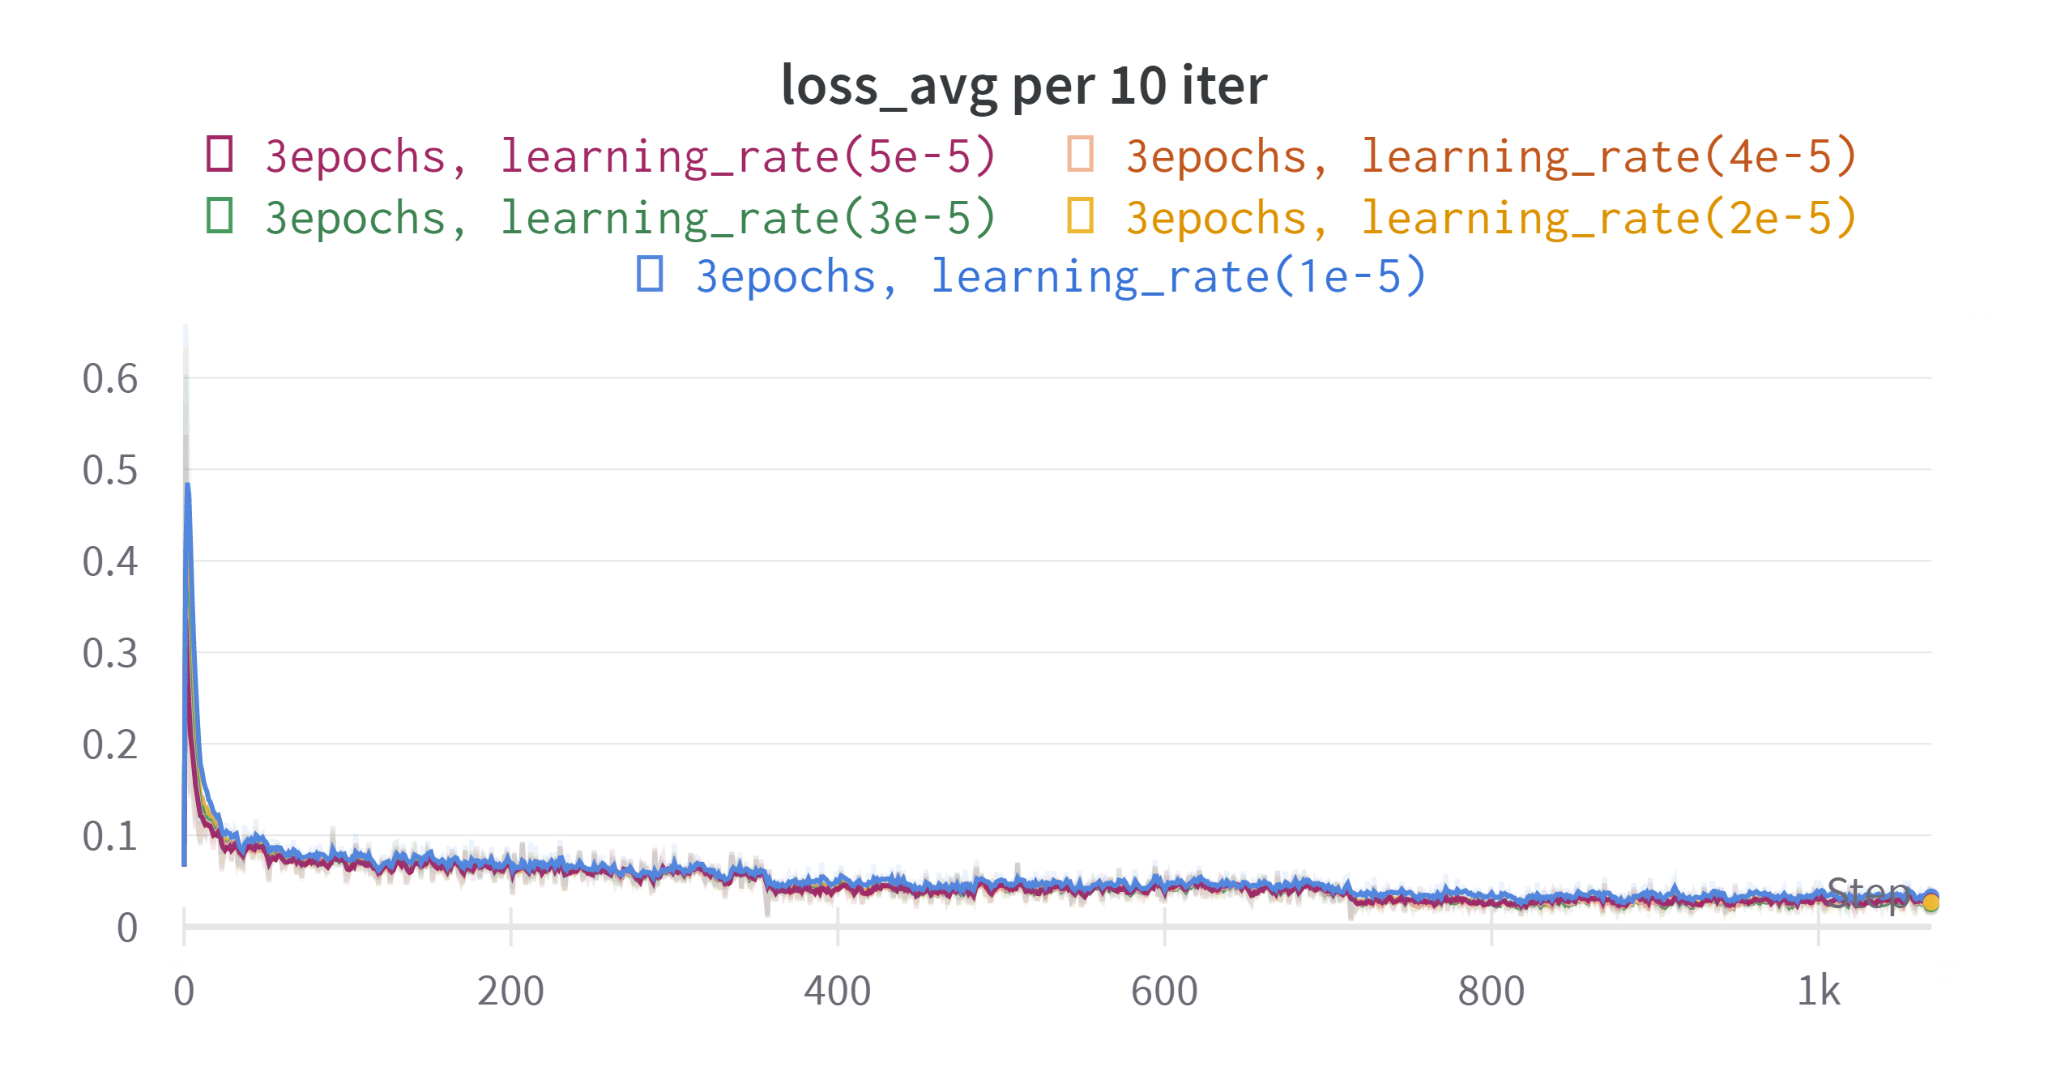 loss_avg per 10 iter
3epochs, learning_rate(5e-5) 3epochs, learning_rate(4e-5)
3epochs, learning_rate(3e-5) 3epochs, learning_rate(2e-5)
3epochs, learning_rate(1e-5)
0.6
0.5
0.4
0.3
0.2
0.1
Step
0
0 200 400 600 800 1k